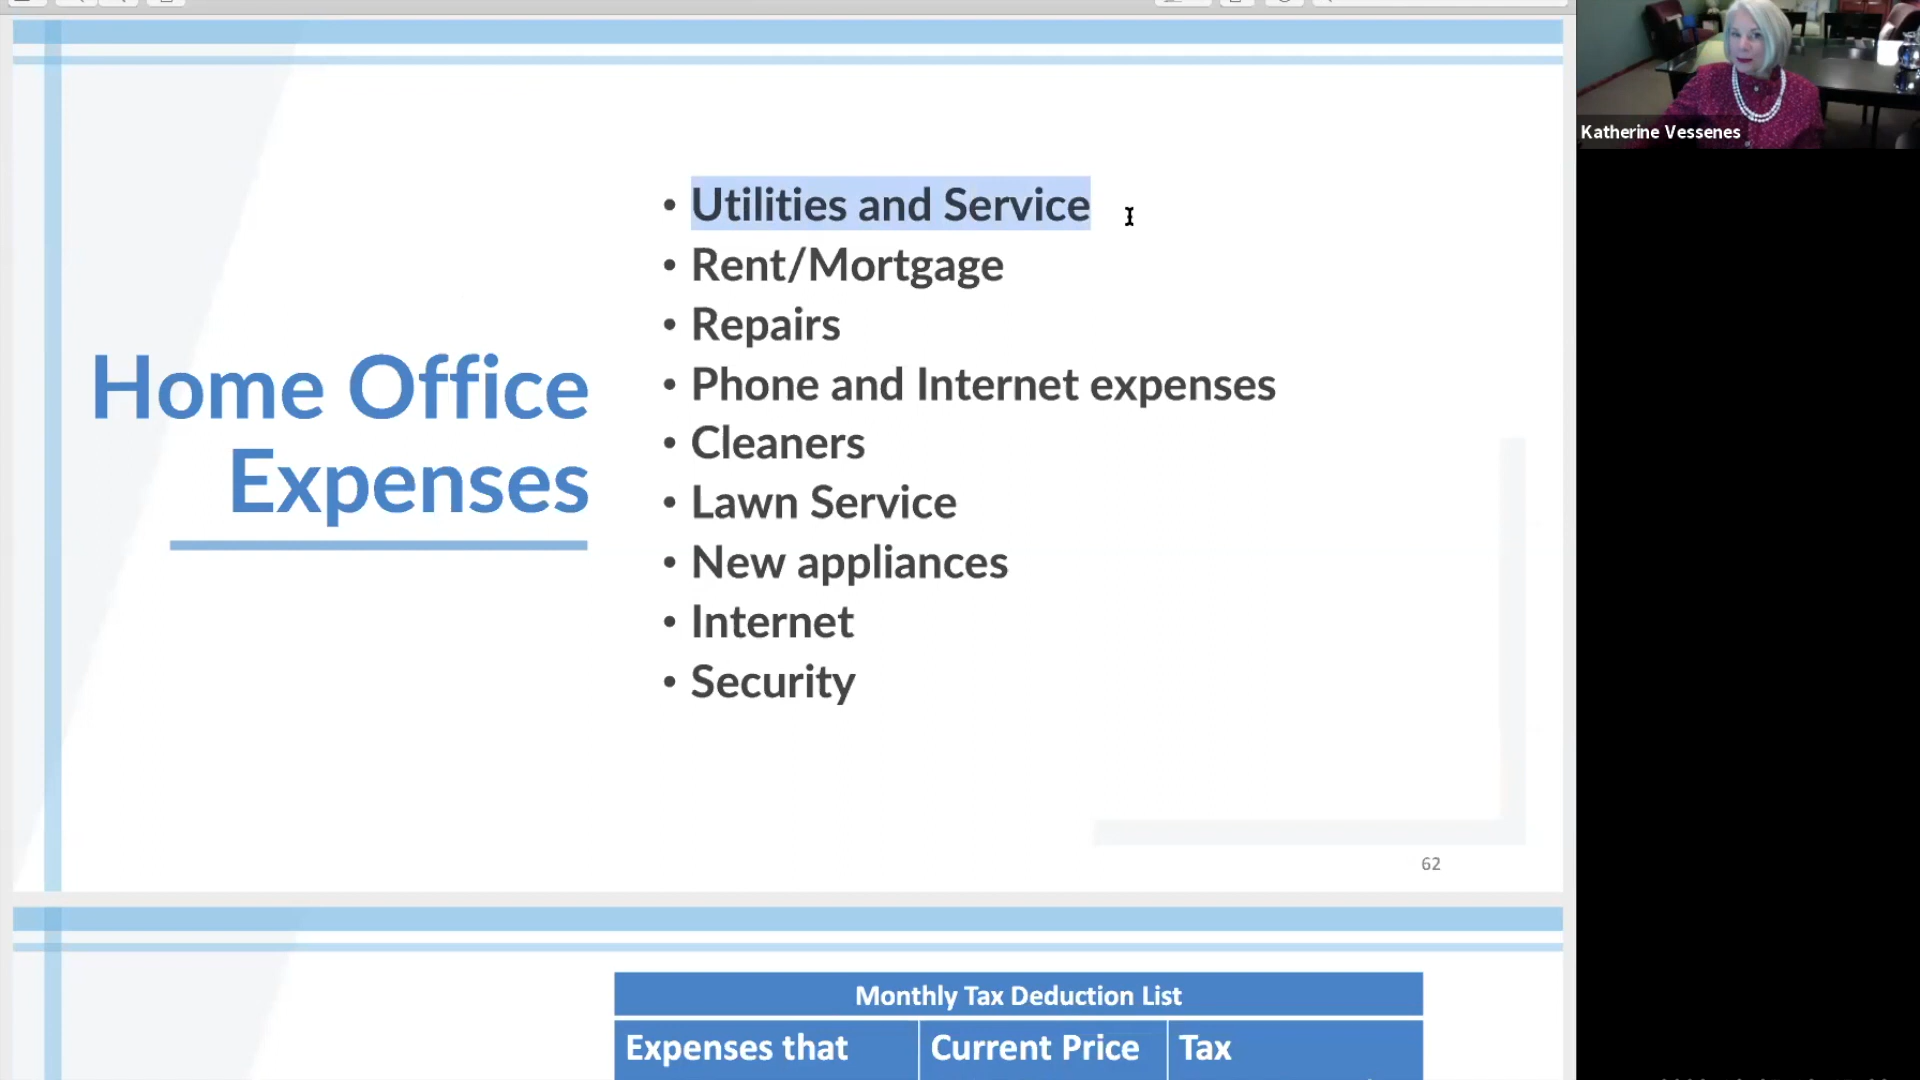 Home Office
Expenses
• Utilities and Service
• Rent/Mortgage
• Repairs
• Phone and Internet expenses
• Cleaners
• Lawn Service
• New appliances
• Internet
• Security
62
Monthly Tax Deduction List
Expenses that
Current Price
Tax
Katherine Vessenes